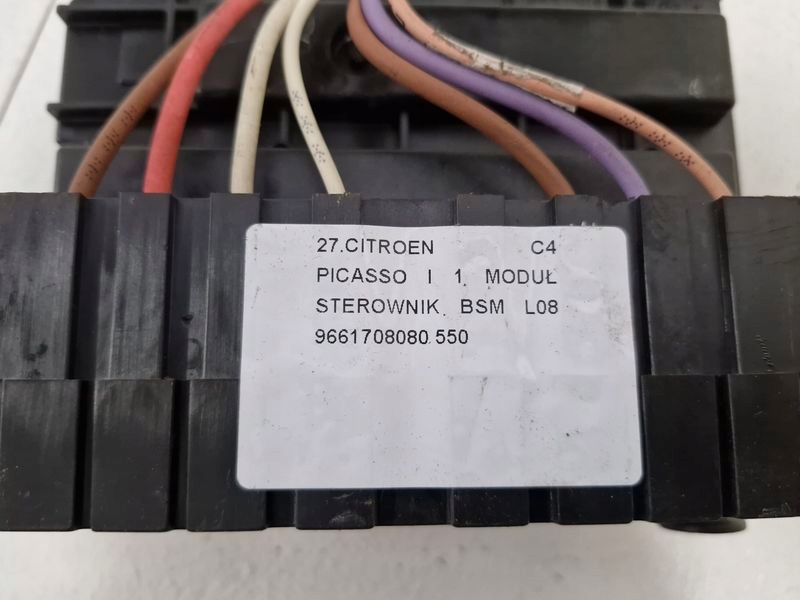 27.CITROEN C4
PICASSO I 1 MODUŁ
STEROWNIK BSM L08
9661708080 550